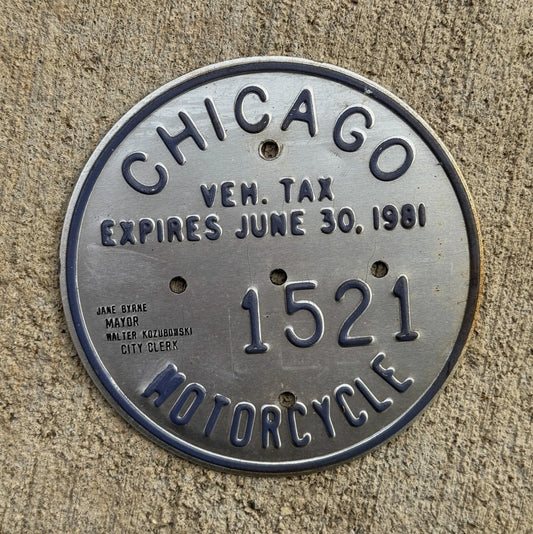 CHICAGO
VEH. TAX
EXPIRES JUNE 30, 1981
1521
JANE BYRNE
MAYOR
WALTER KOZUBOWSKI
CITY CLERK
MOTORCYCLE